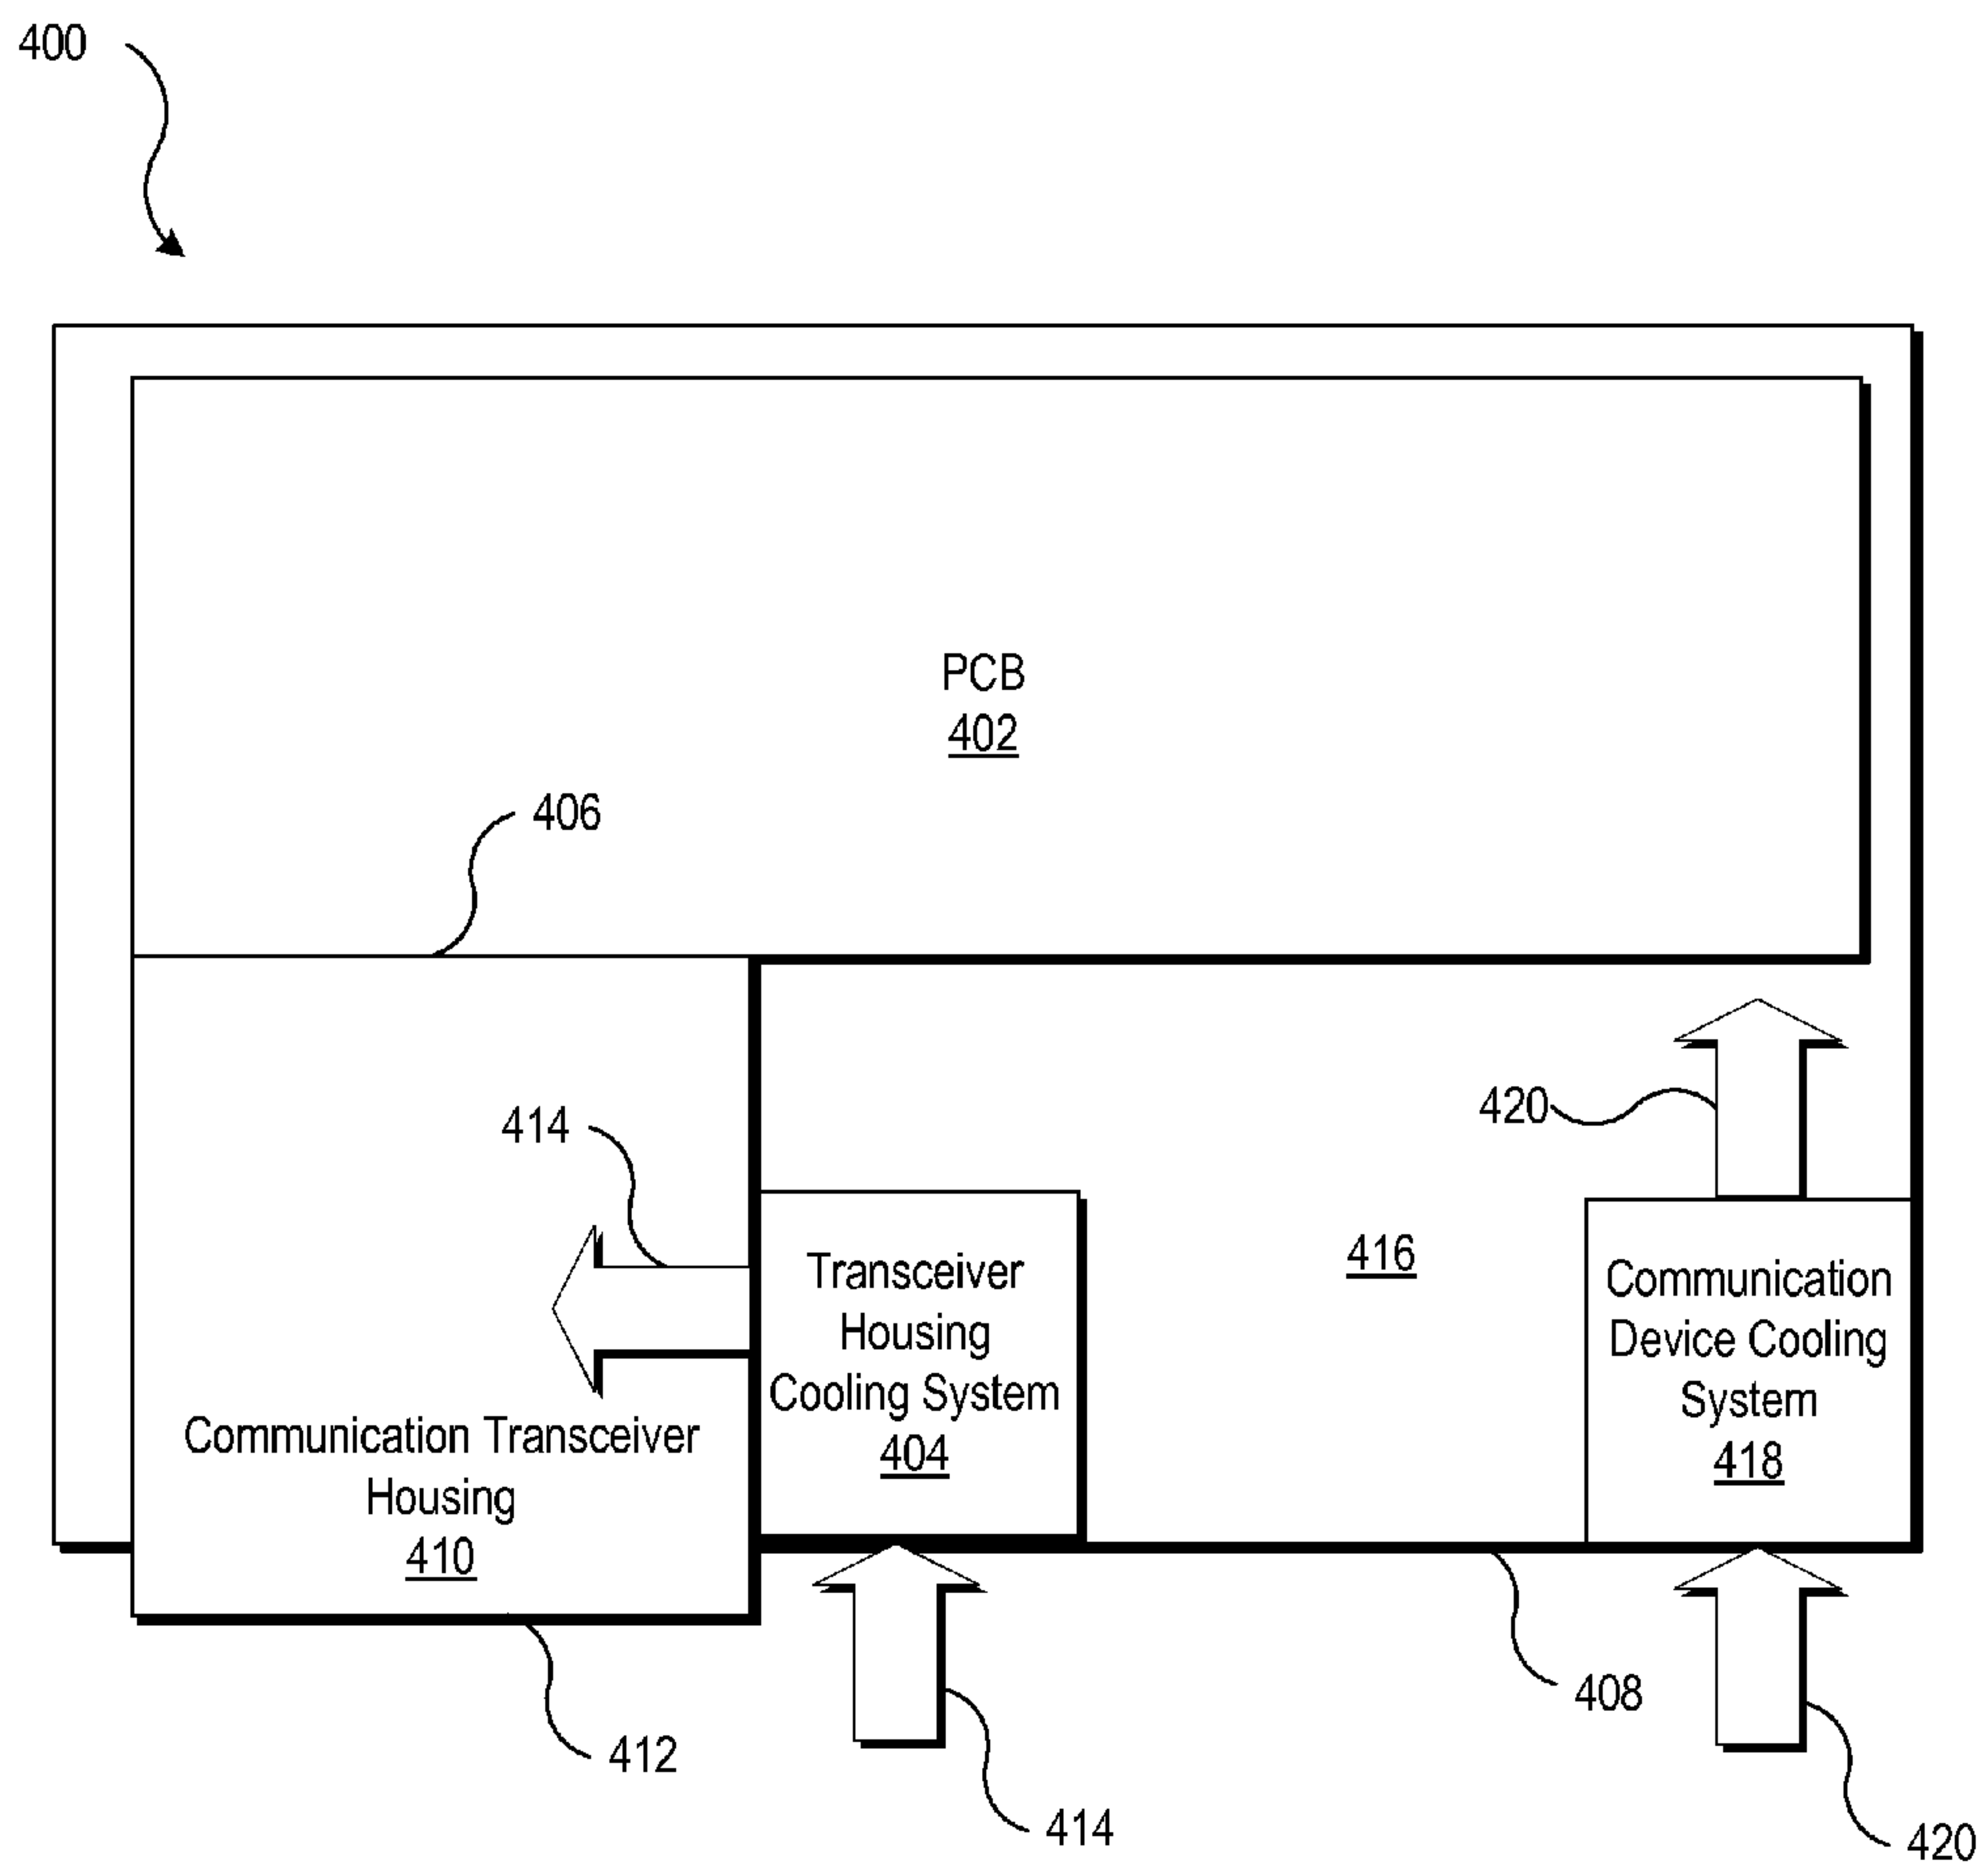 400
PCB
402
406
414
420
416
Transceiver
Housing
Cooling System
404
Communication
Device Cooling
System
418
Communication Transceiver
Housing
410
408
412
414
420